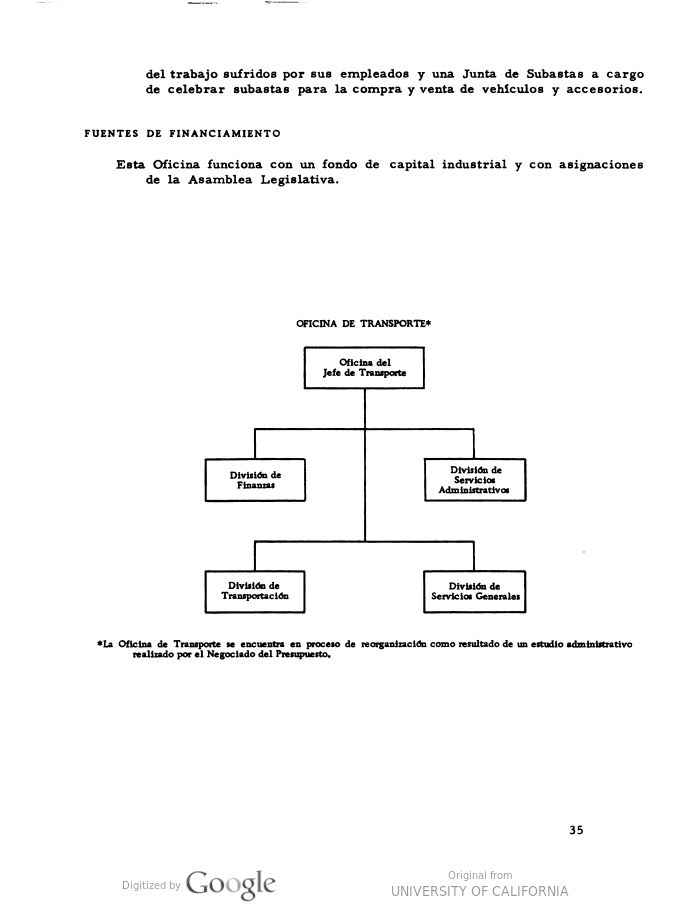 del trabajo sufridos por sus empleados y una Junta de Subastas a cargo
de celebrar subastas para la compra y venta de vehículos y accesorios.
FUENTES DE FINANCIAMIENTO
Esta Oficina funciona con un fondo de capital industrial y con asignaciones
de la Asamblea Legislativa.
OFICINA DE TRANSPORTE*
Oficina del
Jefe de Transporte
División de
Finanzas
División de
Servicios
Administrativos
División de
Transportación
División de
Servicios Generales
*La Oficina de Transporte se encuentra en proceso de reorganización como resultado de un estudio administrativo
realizado por el Negociado del Presupuesto.
35
Digitized by Google
Original from
UNIVERSITY OF CALIFORNIA